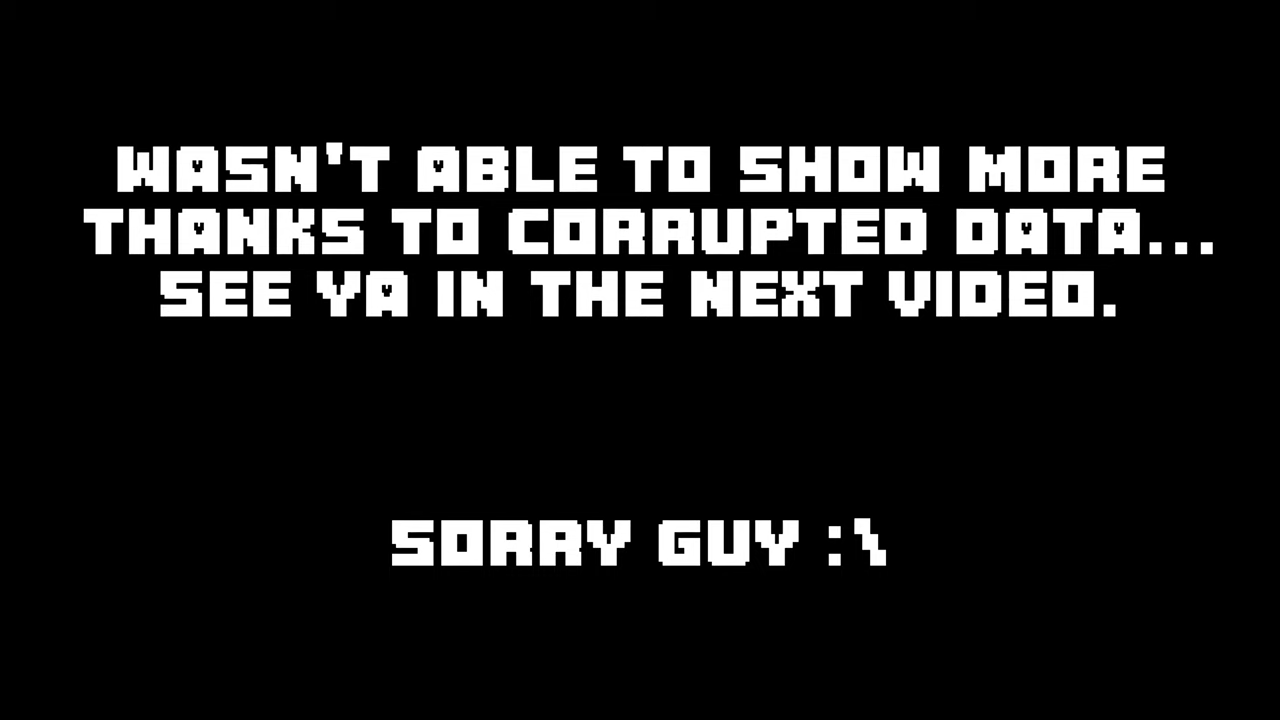 WASN'T ABLE TO SHOW MORE
THANKS TO CORRUPTED DATA...
SEE YA IN THE NEXT VIDEO.
SORRY GUY :\